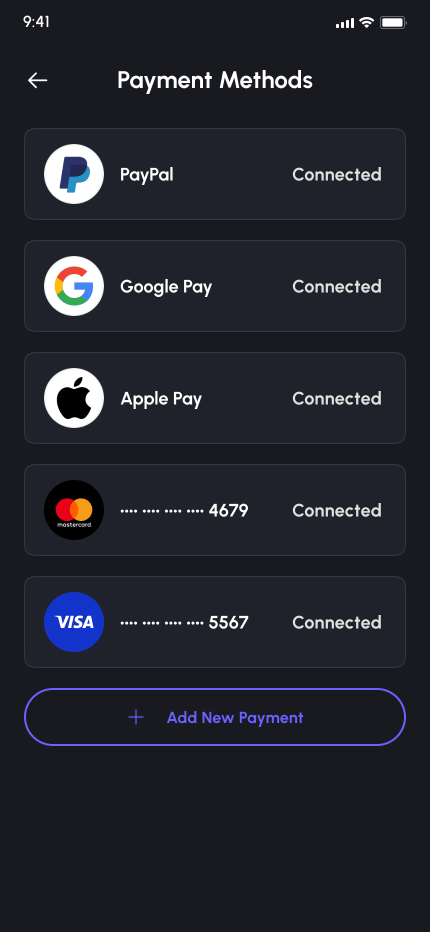 9:41
Payment Methods
PayPal Connected
Google Pay Connected
Apple Pay Connected
mastercard. •••• •••• •••• 4679 Connected
VISA •••• •••• •••• 5567 Connected
Add New Payment